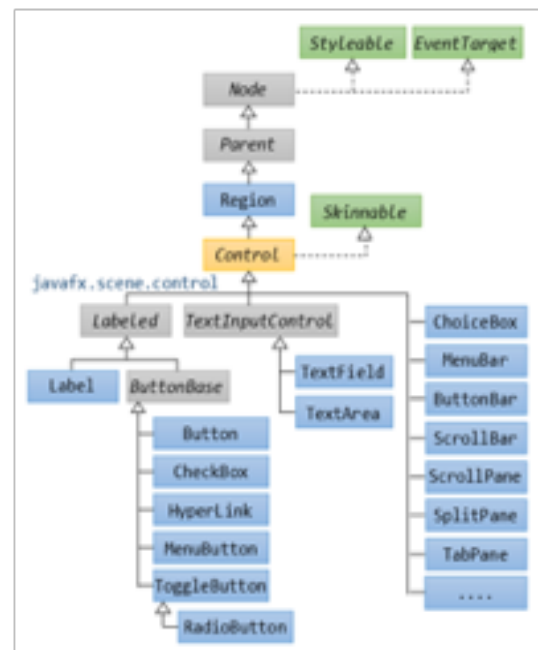 Styleable
EventTarget
Node
Parent
Region
Skinnable
Control
javafx.scene.control
Labeled
TextInputControl
ChoiceBox
MenuBar
ButtonBar
ScrollBar
ScrollPane
SplitPane
TabPane
....
Label
ButtonBase
TextField
TextArea
Button
CheckBox
HyperLink
MenuButton
ToggleButton
RadioButton